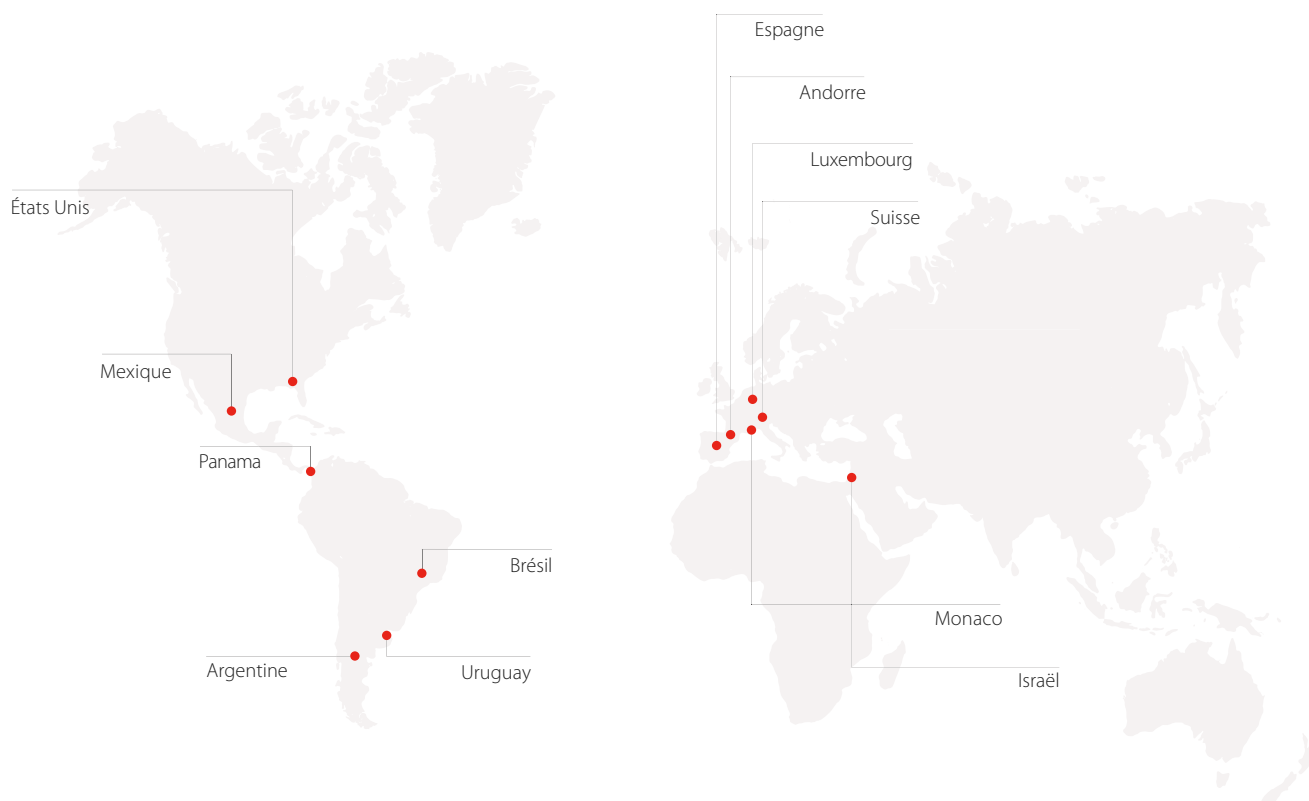 Espagne
Andorre
Luxembourg
Suisse
États Unis
Mexique
Panama
Brésil
Argentine
Uruguay
Monaco
Israël